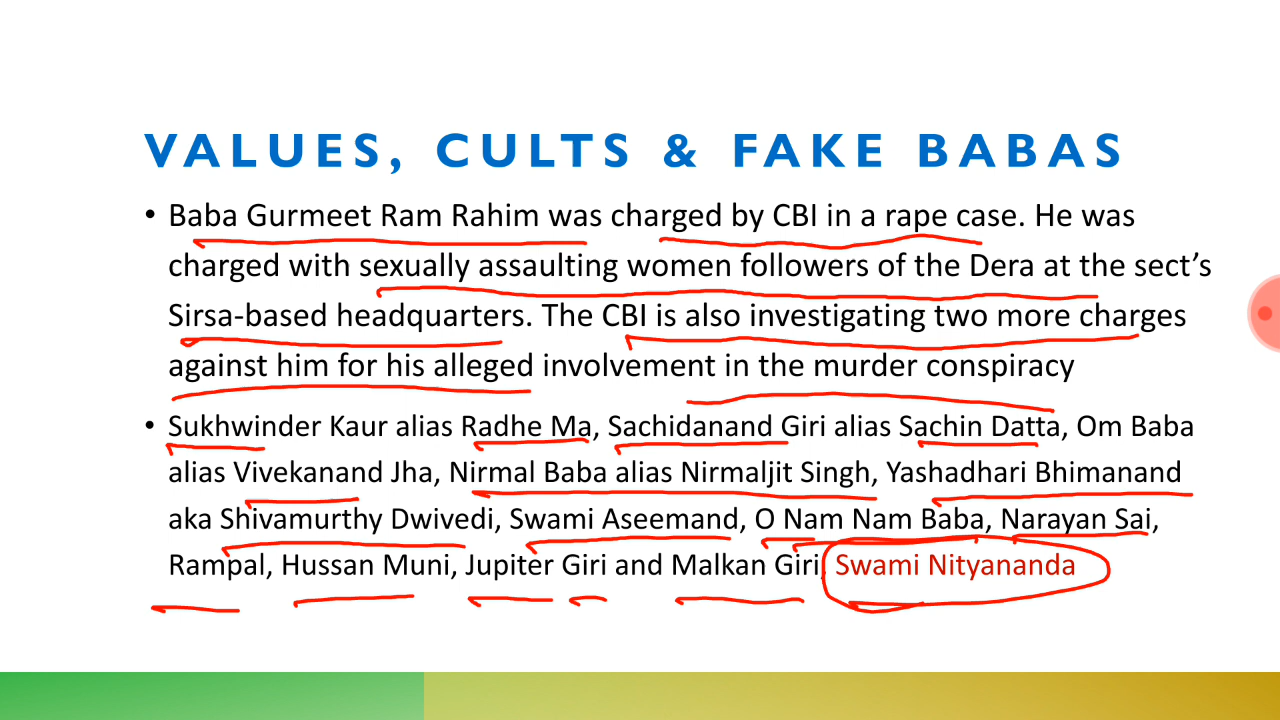 VALUES, CULTS & FAKE BABAS
• Baba Gurmeet Ram Rahim was charged by CBI in a rape case. He was
charged with sexually assaulting women followers of the Dera at the sect’s
Sirsa-based headquarters. The CBI is also investigating two more charges
against him for his alleged involvement in the murder conspiracy
• Sukhwinder Kaur alias Radhe Ma, Sachidanand Giri alias Sachin Datta, Om Baba
alias Vivekanand Jha, Nirmal Baba alias Nirmaljit Singh, Yashadhari Bhimanand
aka Shivamurthy Dwivedi, Swami Aseemand, O Nam Nam Baba, Narayan Sai,
Rampal, Hussan Muni, Jupiter Giri and Malkan Giri, Swami Nityananda